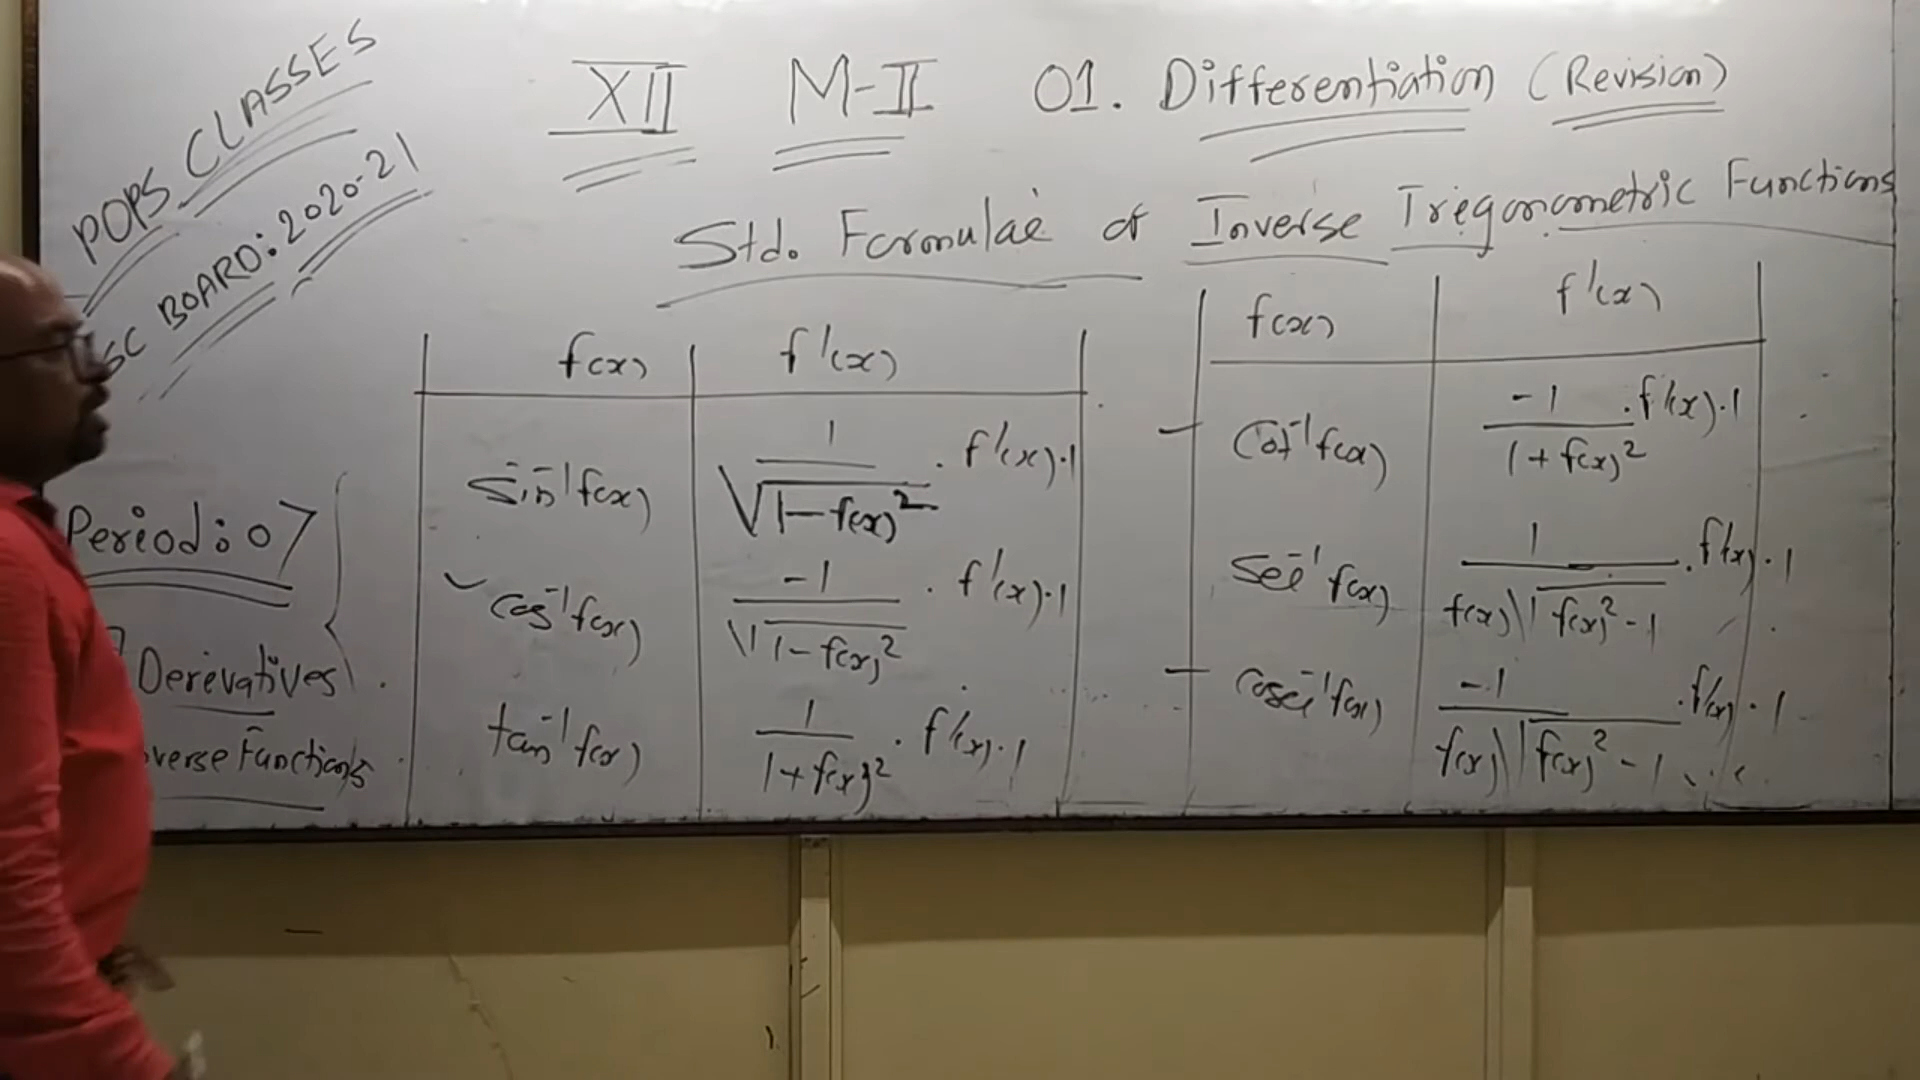 POPS CLASSES
SC BOARD: 2020-21
XII M-II 01. Differentiation (Revision)
Std. Formulae of Inverse Trigonometric Functions
Period: 07
Derevatives
verse Functions
f(x) f'(x)
sin⁻¹f(x) 1/√(1-f(x)²) . f'(x).1
cos⁻¹f(x) -1/√(1-f(x)²) . f'(x).1
tan⁻¹f(x) 1/(1+f(x)²) . f'(x).1
f(x) f'(x)
Cot⁻¹f(x) -1/(1+f(x)²) . f'(x).1
Sec⁻¹f(x) 1/(f(x)√(f(x)²-1)) . f'(x).1
Cosec⁻¹f(x) -1/(f(x)√(f(x)²-1)) . f'(x).1